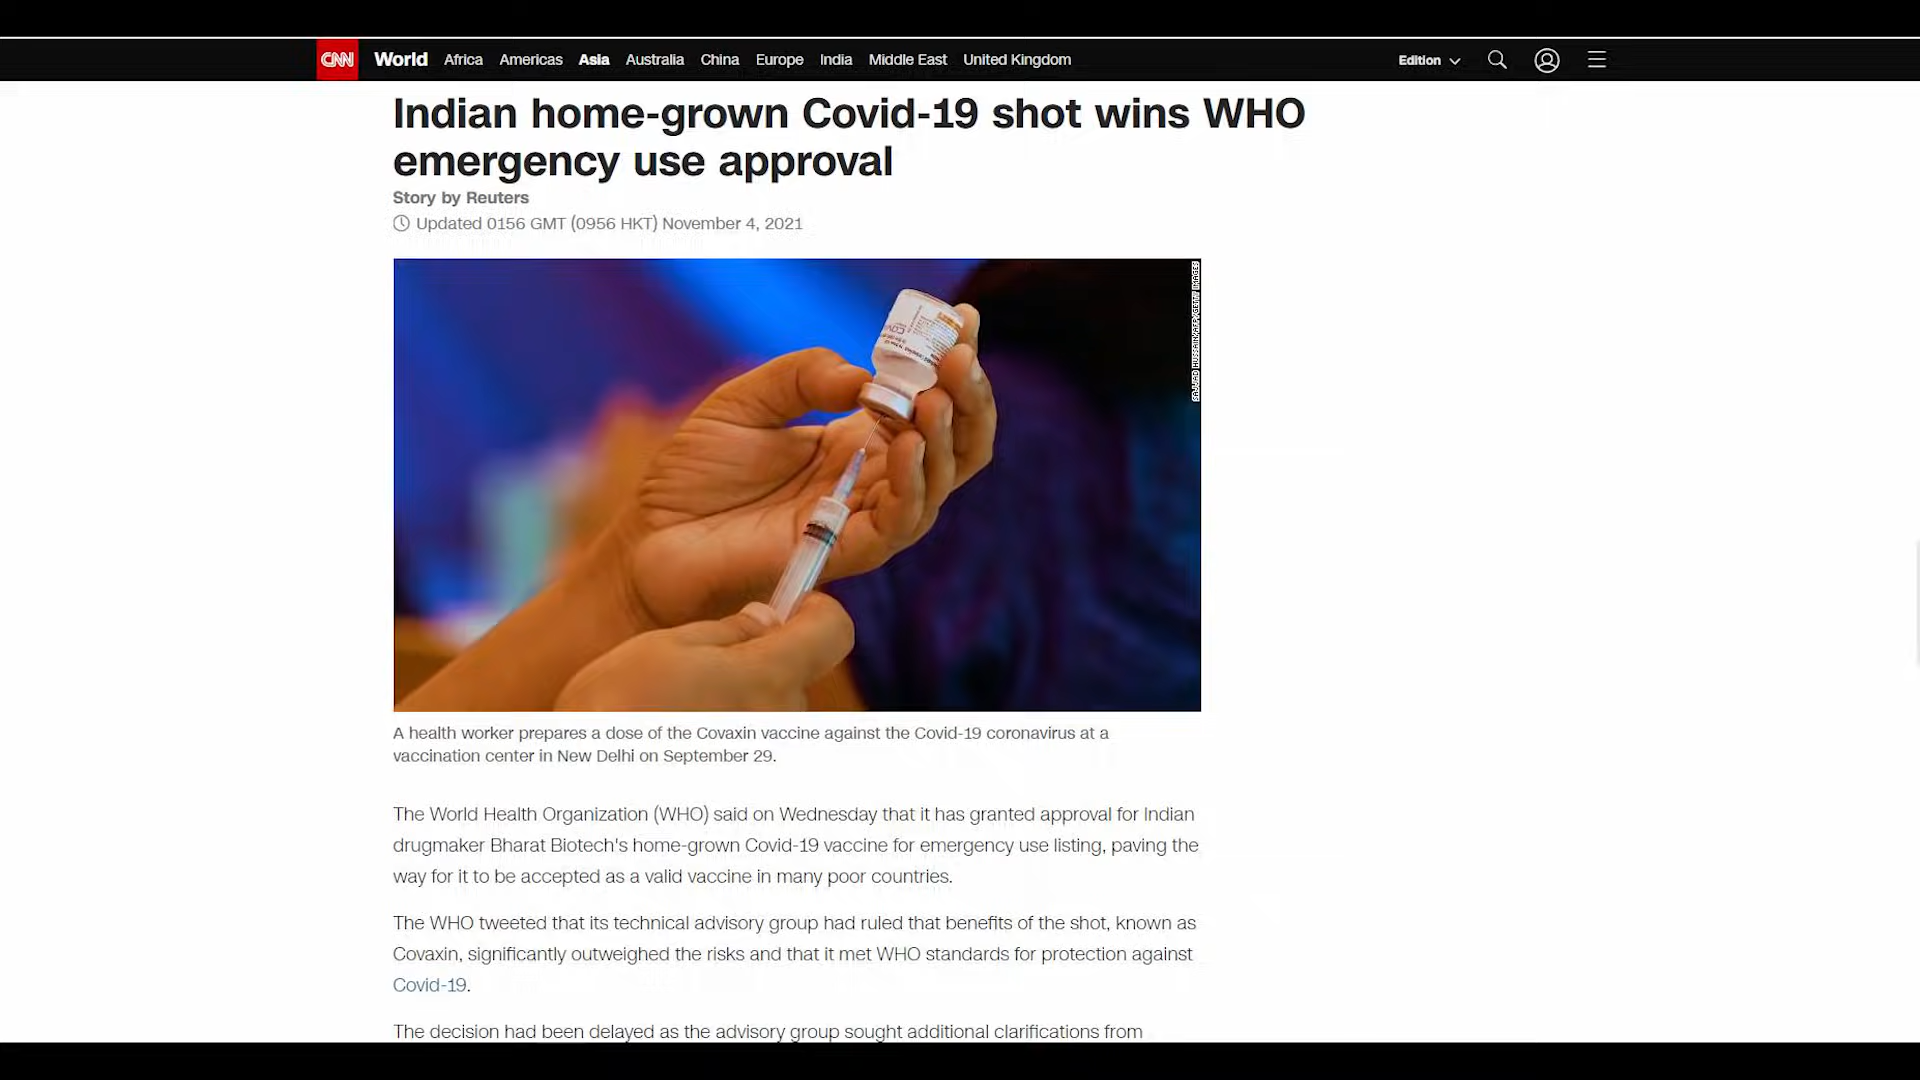 CNN World Africa Americas Asia Australia China Europe India Middle East United Kingdom Edition
Indian home-grown Covid-19 shot wins WHO
emergency use approval
Story by Reuters
Updated 0156 GMT (0956 HKT) November 4, 2021
SAJJAD HUSSAIN/AFP/GETTY IMAGES
A health worker prepares a dose of the Covaxin vaccine against the Covid-19 coronavirus at a
vaccination center in New Delhi on September 29.
The World Health Organization (WHO) said on Wednesday that it has granted approval for Indian
drugmaker Bharat Biotech's home-grown Covid-19 vaccine for emergency use listing, paving the
way for it to be accepted as a valid vaccine in many poor countries.
The WHO tweeted that its technical advisory group had ruled that benefits of the shot, known as
Covaxin, significantly outweighed the risks and that it met WHO standards for protection against
Covid-19.
The decision had been delayed as the advisory group sought additional clarifications from